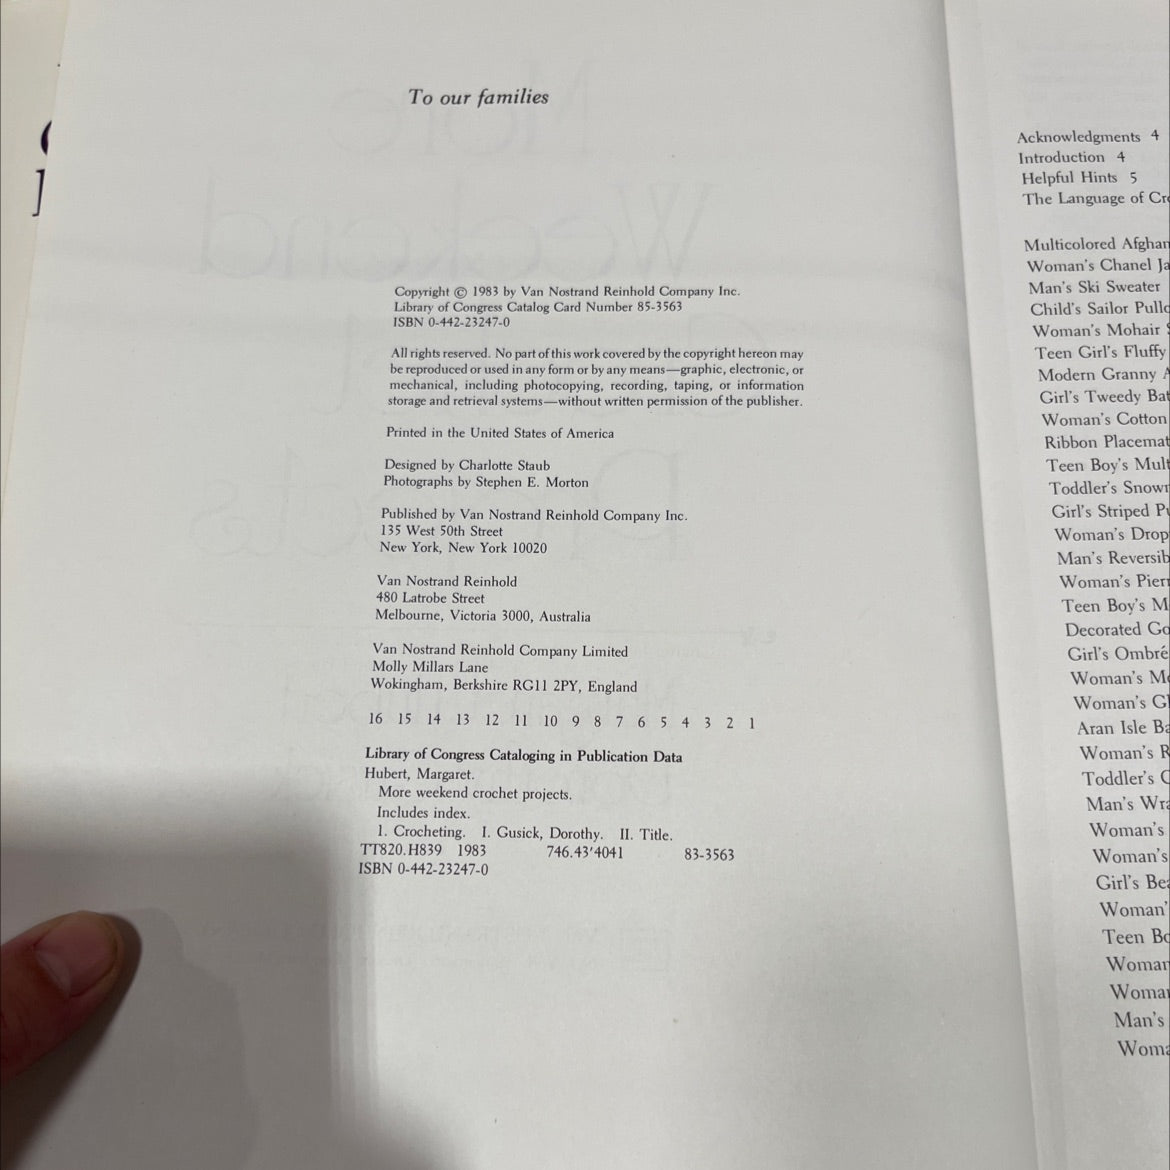 To our families
Copyright © 1983 by Van Nostrand Reinhold Company Inc.
Library of Congress Catalog Card Number 85-3563
ISBN 0-442-23247-0
All rights reserved. No part of this work covered by the copyright hereon may
be reproduced or used in any form or by any means—graphic, electronic, or
mechanical, including photocopying, recording, taping, or information
storage and retrieval systems—without written permission of the publisher.
Printed in the United States of America
Designed by Charlotte Staub
Photographs by Stephen E. Morton
Published by Van Nostrand Reinhold Company Inc.
135 West 50th Street
New York, New York 10020
Van Nostrand Reinhold
480 Latrobe Street
Melbourne, Victoria 3000, Australia
Van Nostrand Reinhold Company Limited
Molly Millars Lane
Wokingham, Berkshire RG11 2PY, England
16 15 14 13 12 11 10 9 8 7 6 5 4 3 2 1
Library of Congress Cataloging in Publication Data
Hubert, Margaret.
More weekend crochet projects.
Includes index.
1. Crocheting. I. Gusick, Dorothy. II. Title.
TT820.H839 1983 746.43'4041 83-3563
ISBN 0-442-23247-0
Acknowledgments 4
Introduction 4
Helpful Hints 5
The Language of
Multicolored Afghan
Woman's Chanel
Man's Ski Sweater
Child's Sailor
Woman's Mohair
Teen Girl's Fluffy
Modern Granny
Girl's Tweedy
Woman's Cotton
Ribbon
Teen Boy's
Toddler's
Girl's Striped
Woman's
Man's
Woman's
Teen Boy's
Decorated
Girl's Ombré
Woman's
Woman's
Aran Isle
Woman's
Toddler's
Man's
Woman's
Woman's
Girl's
Teen
Man's